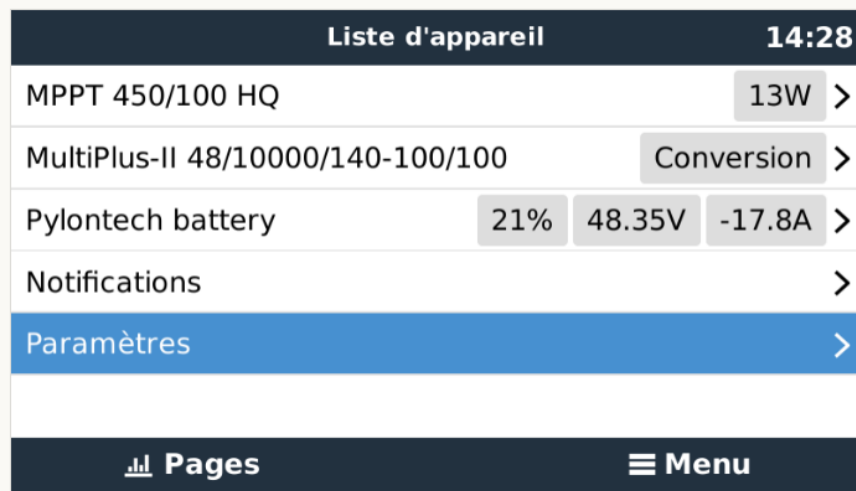 Liste d'appareil 14:28
MPPT 450/100 HQ 13W
MultiPlus-II 48/10000/140-100/100 Conversion
Pylontech battery 21% 48.35V -17.8A
Notifications
Paramètres
Pages Menu